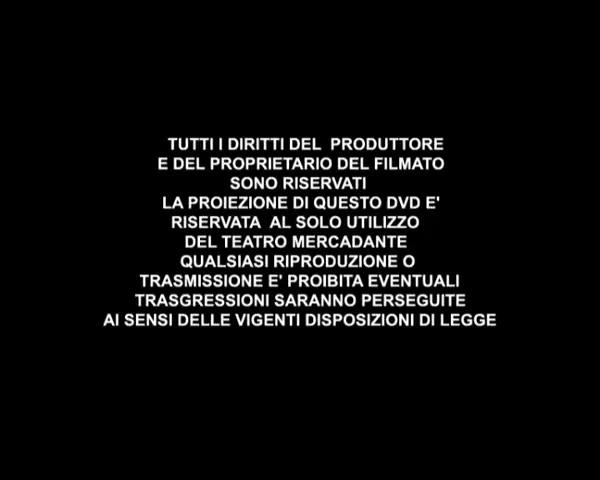 TUTTI I DIRITTI DEL PRODUTTORE
E DEL PROPRIETARIO DEL FILMATO
SONO RISERVATI
LA PROIEZIONE DI QUESTO DVD E'
RISERVATA AL SOLO UTILIZZO
DEL TEATRO MERCADANTE
QUALSIASI RIPRODUZIONE O
TRASMISSIONE E' PROIBITA EVENTUALI
TRASGRESSIONI SARANNO PERSEGUITE
AI SENSI DELLE VIGENTI DISPOSIZIONI DI LEGGE